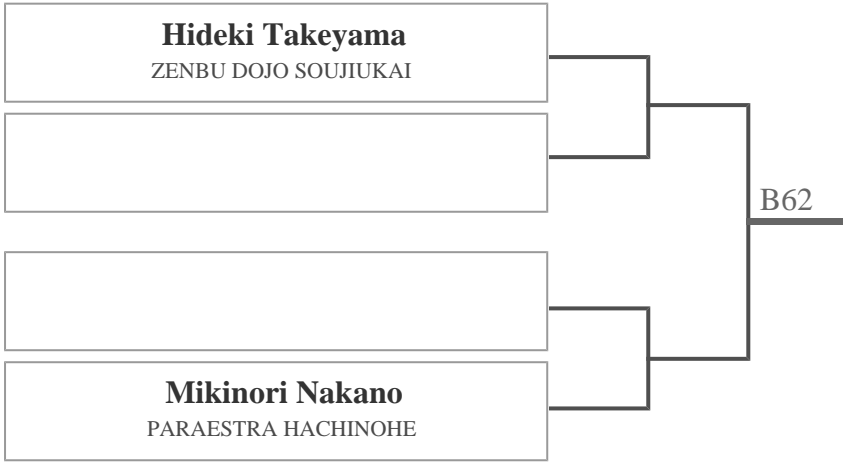 Hideki Takeyama
ZENBU DOJO SOUJIUKAI
B62
Mikinori Nakano
PARAESTRA HACHINOHE